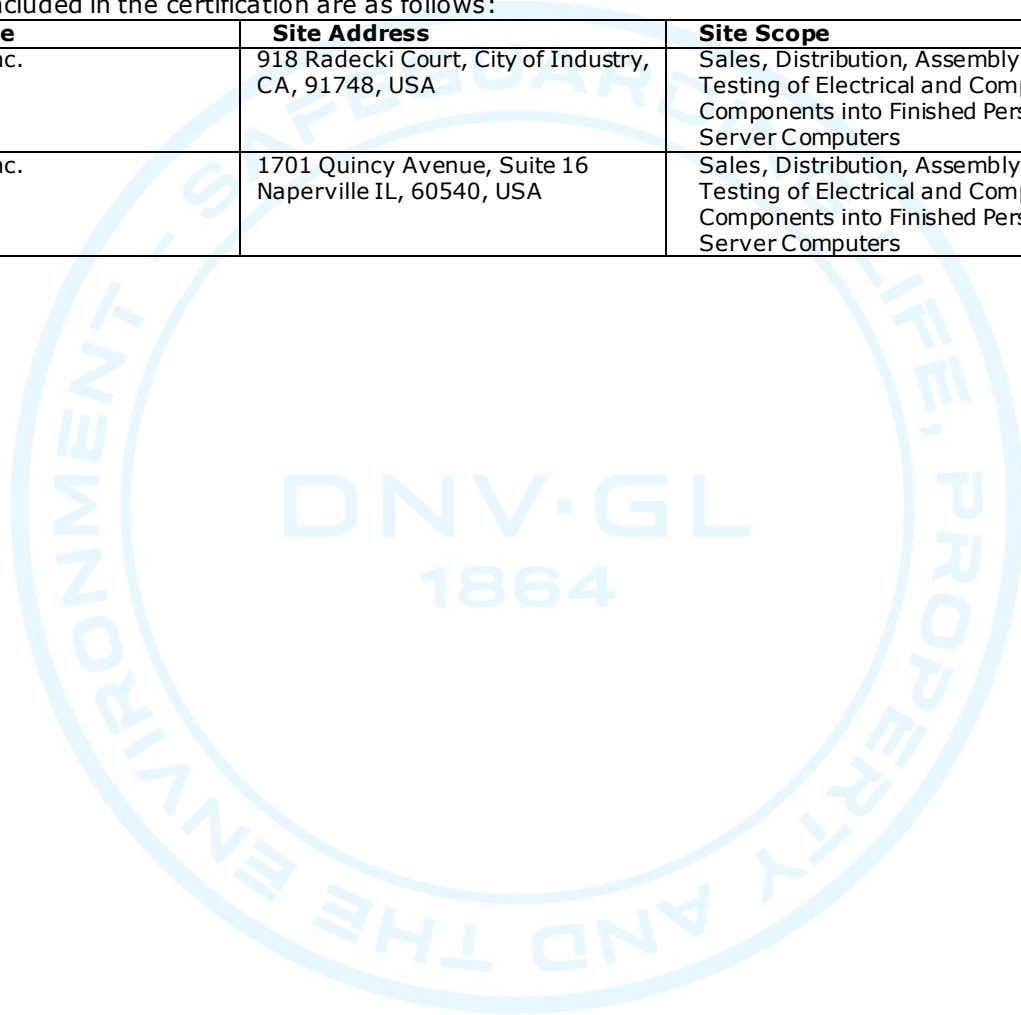 included in the certification are as follows:
e Site Address Site Scope
nc. 918 Radecki Court, City of Industry, Sales, Distribution, Assembly
CA, 91748, USA Testing of Electrical and Com
Components into Finished Pers
Server Computers
nc. 1701 Quincy Avenue, Suite 16 Sales, Distribution, Assembly
Naperville IL, 60540, USA Testing of Electrical and Com
Components into Finished Pers
Server Computers
SAFEGUARDING LIFE, PROPERTY AND THE ENVIRONMENT
DNV·GL
1864